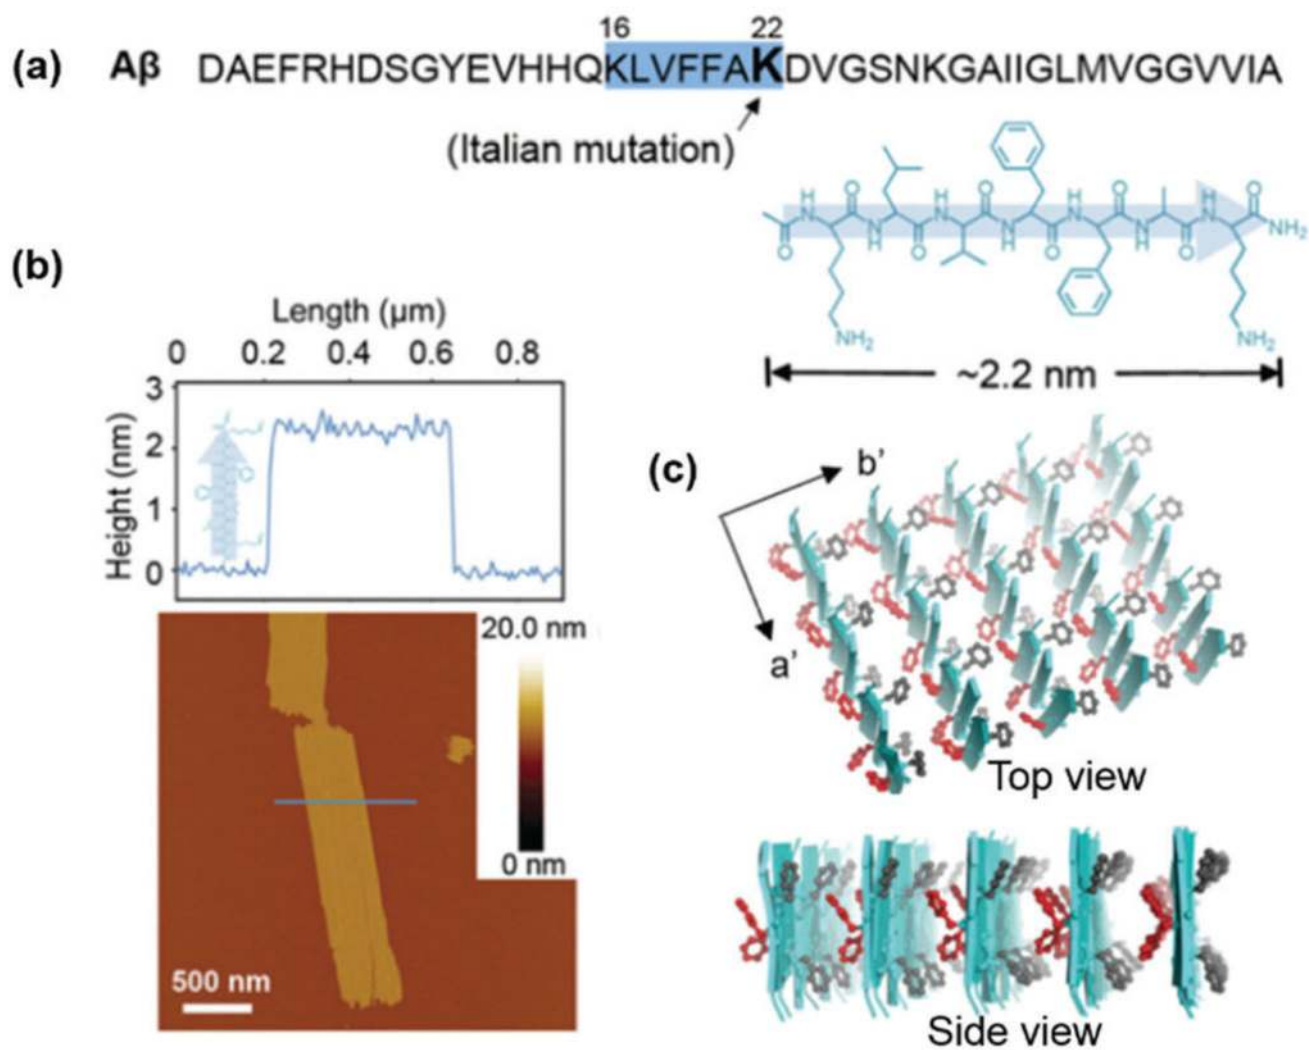 (a) Aβ DAEFRHDSGYEVHHQKLVFFAKDVGSNKGAIIGLMVGGVVIA
16 22
(Italian mutation)
H O O H O H
N N N
N N N NH₂
O H O H O H O
NH₂ NH₂
~2.2 nm
(b)
Length (μm)
0 0.2 0.4 0.6 0.8
Height (nm)
3
2
1
0
20.0 nm
0 nm
500 nm
(c)
b'
a'
Top view
Side view